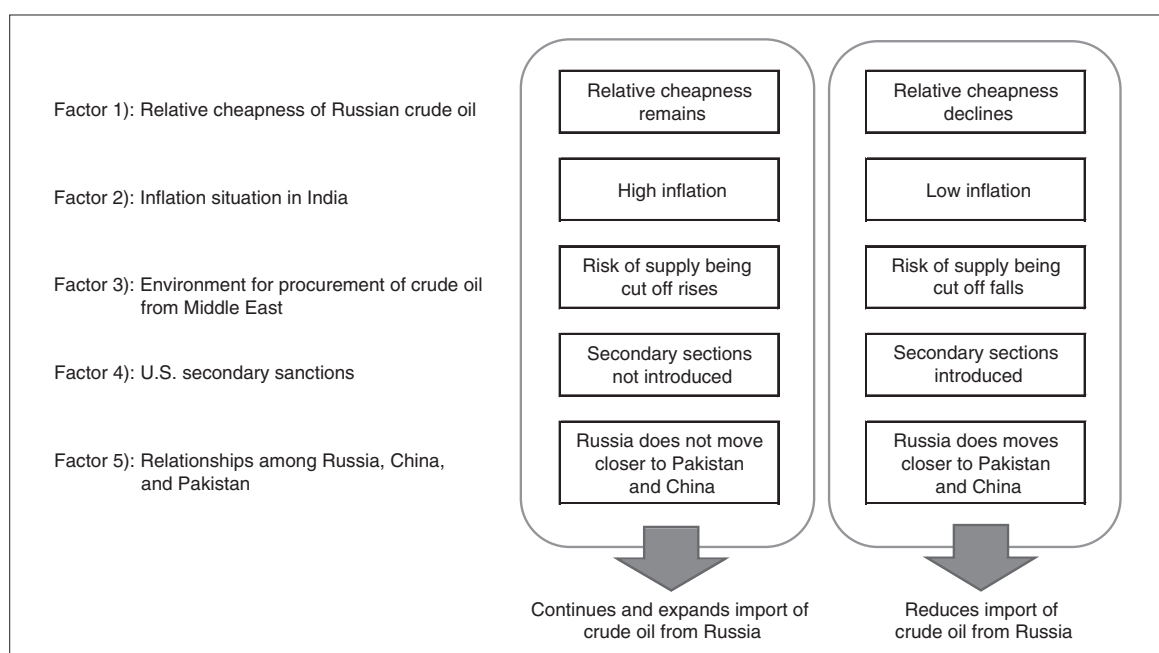 Factor 1): Relative cheapness of Russian crude oil
Relative cheapness
remains
Relative cheapness
declines
Factor 2): Inflation situation in India
High inflation
Low inflation
Factor 3): Environment for procurement of crude oil
from Middle East
Risk of supply being
cut off rises
Risk of supply being
cut off falls
Factor 4): U.S. secondary sanctions
Secondary sections
not introduced
Secondary sections
introduced
Factor 5): Relationships among Russia, China,
and Pakistan
Russia does not move
closer to Pakistan
and China
Russia does moves
closer to Pakistan
and China
Continues and expands import of
crude oil from Russia
Reduces import of
crude oil from Russia